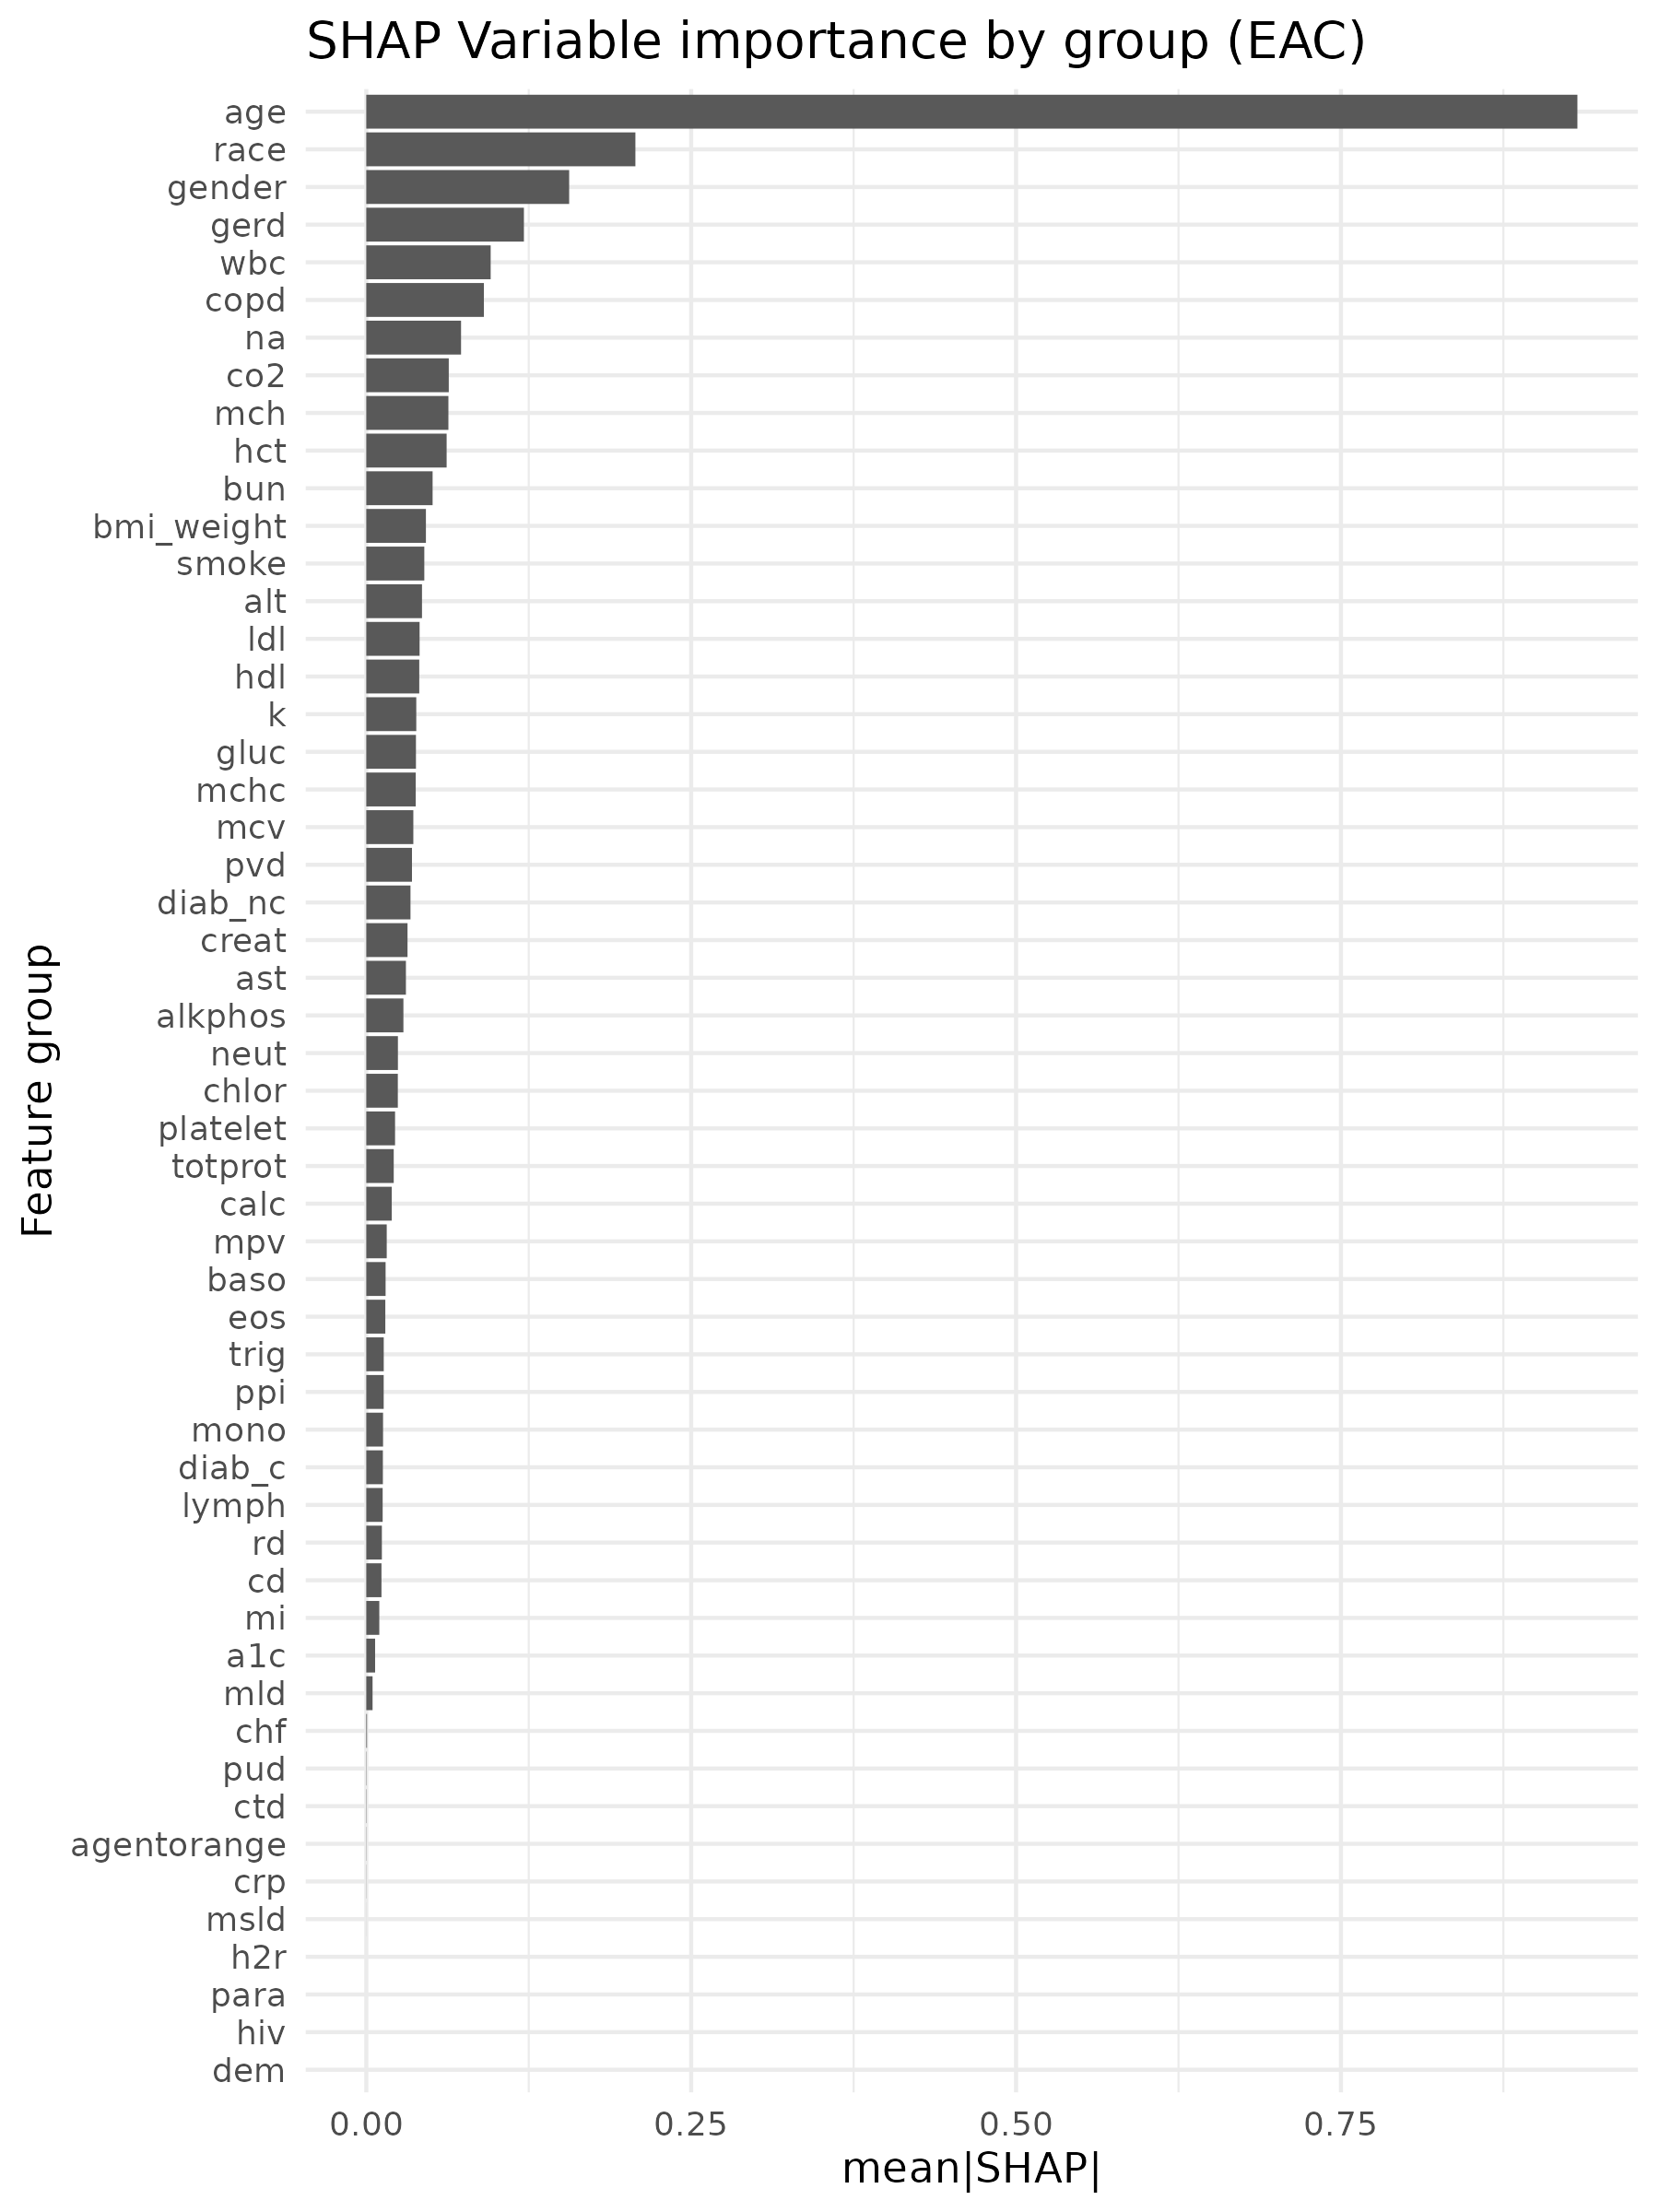 SHAP Variable importance by group (EAC)
age
race
gender
gerd
wbc
copd
na
co2
mch
hct
bun
bmi_weight
smoke
alt
ldl
hdl
k
gluc
mchc
mcv
pvd
diab_nc
creat
ast
alkphos
neut
chlor
platelet
totprot
calc
mpv
baso
eos
trig
ppi
mono
diab_c
lymph
rd
cd
mi
a1c
mld
chf
pud
ctd
agentorange
crp
msld
h2r
para
hiv
dem
Feature group
0.00 0.25 0.50 0.75
mean|SHAP|